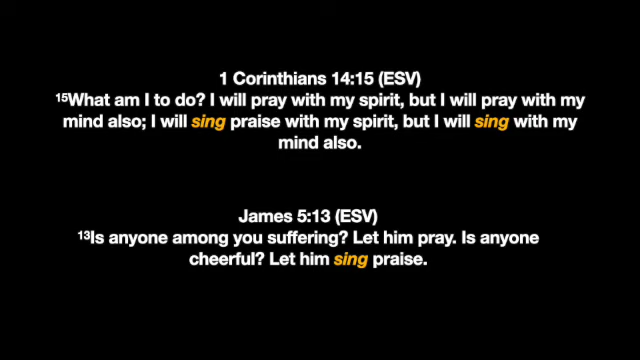 1 Corinthians 14:15 (ESV)
¹⁵What am I to do? I will pray with my spirit, but I will pray with my
mind also; I will sing praise with my spirit, but I will sing with my
mind also.
James 5:13 (ESV)
¹³Is anyone among you suffering? Let him pray. Is anyone
cheerful? Let him sing praise.